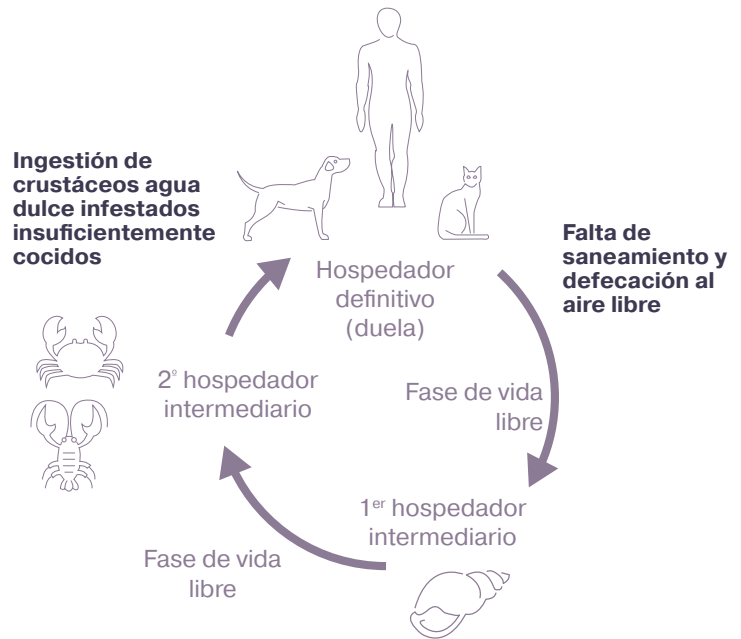 Ingestión de
crustáceos agua
dulce infestados
insuficientemente
cocidos
Falta de
saneamiento y
defecación al
aire libre
Hospedador
definitivo
(duela)
Fase de vida
libre
1er hospedador
intermediario
Fase de vida
libre
2º hospedador
intermediario